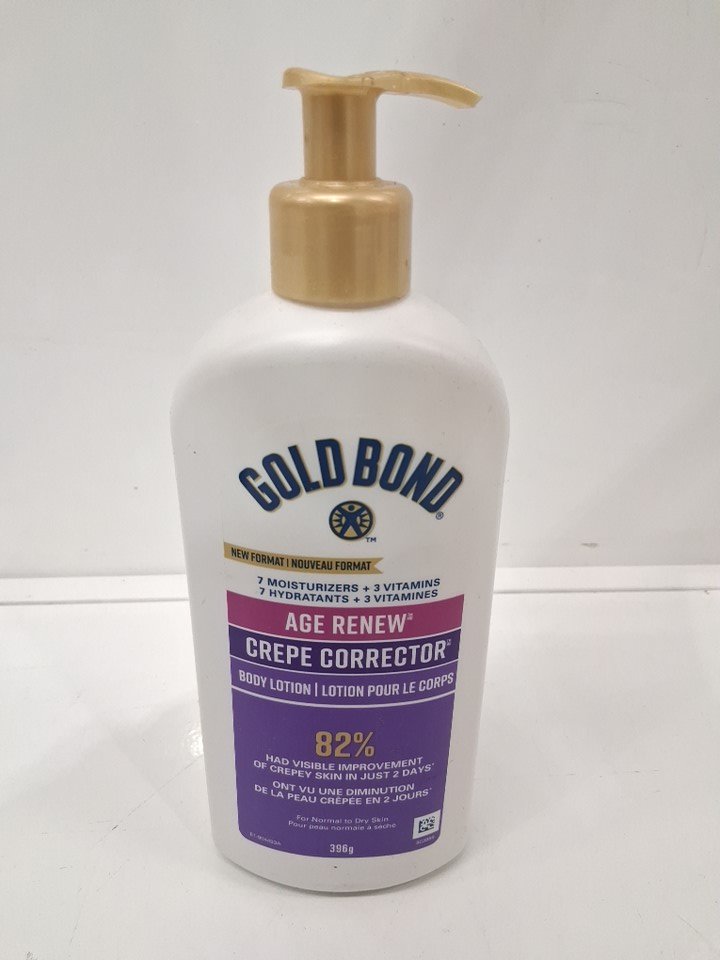 GOLD BOND®
TM
NEW FORMAT | NOUVEAU FORMAT
7 MOISTURIZERS + 3 VITAMINS
7 HYDRATANTS + 3 VITAMINES
AGE RENEW
CREPE CORRECTOR
BODY LOTION | LOTION POUR LE CORPS
82%
HAD VISIBLE IMPROVEMENT
OF CREPEY SKIN IN JUST 2 DAYS*
ONT VU UNE DIMINUTION
DE LA PEAU CRÊPÉE EN 2 JOURS*
For Normal to Dry Skin
Pour peau normale à sèche
396g